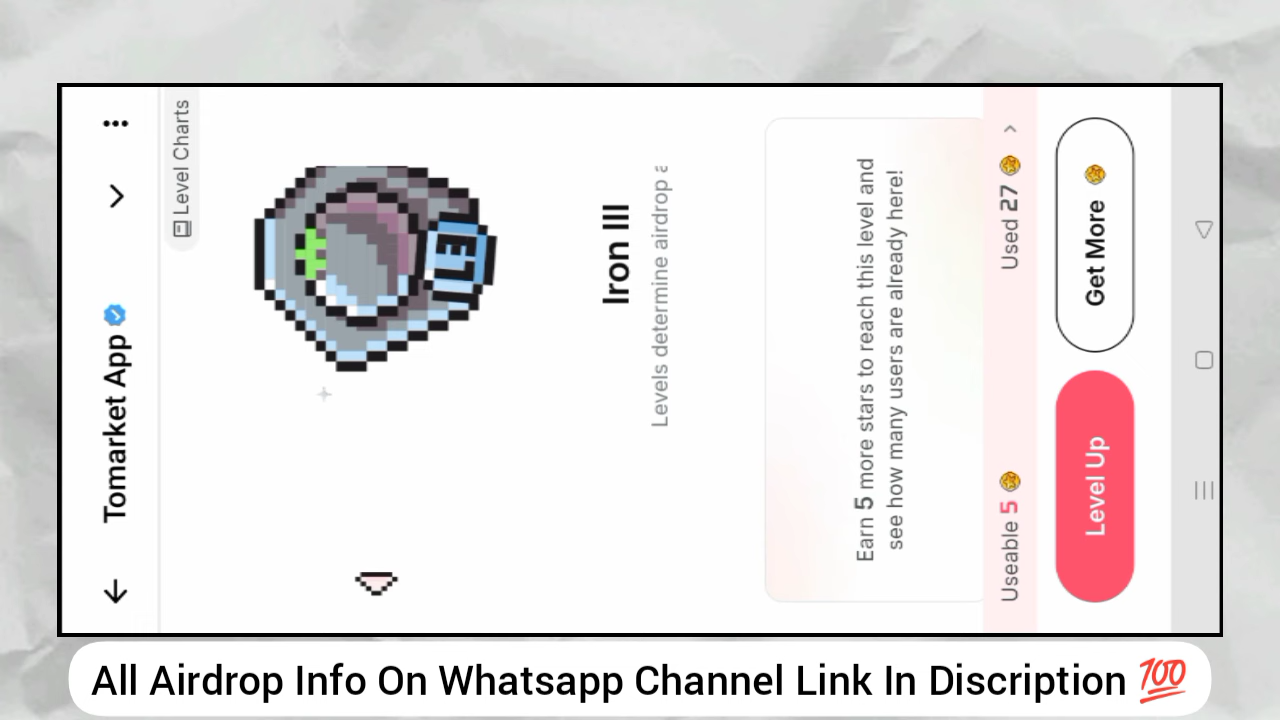 Tomarket App
Level Charts
Iron III
Levels determine airdrop
Earn 5 more stars to reach this level and
see how many users are already here!
Useable 5
Used 27
Level Up
Get More
All Airdrop Info On Whatsapp Channel Link In Discription 💯